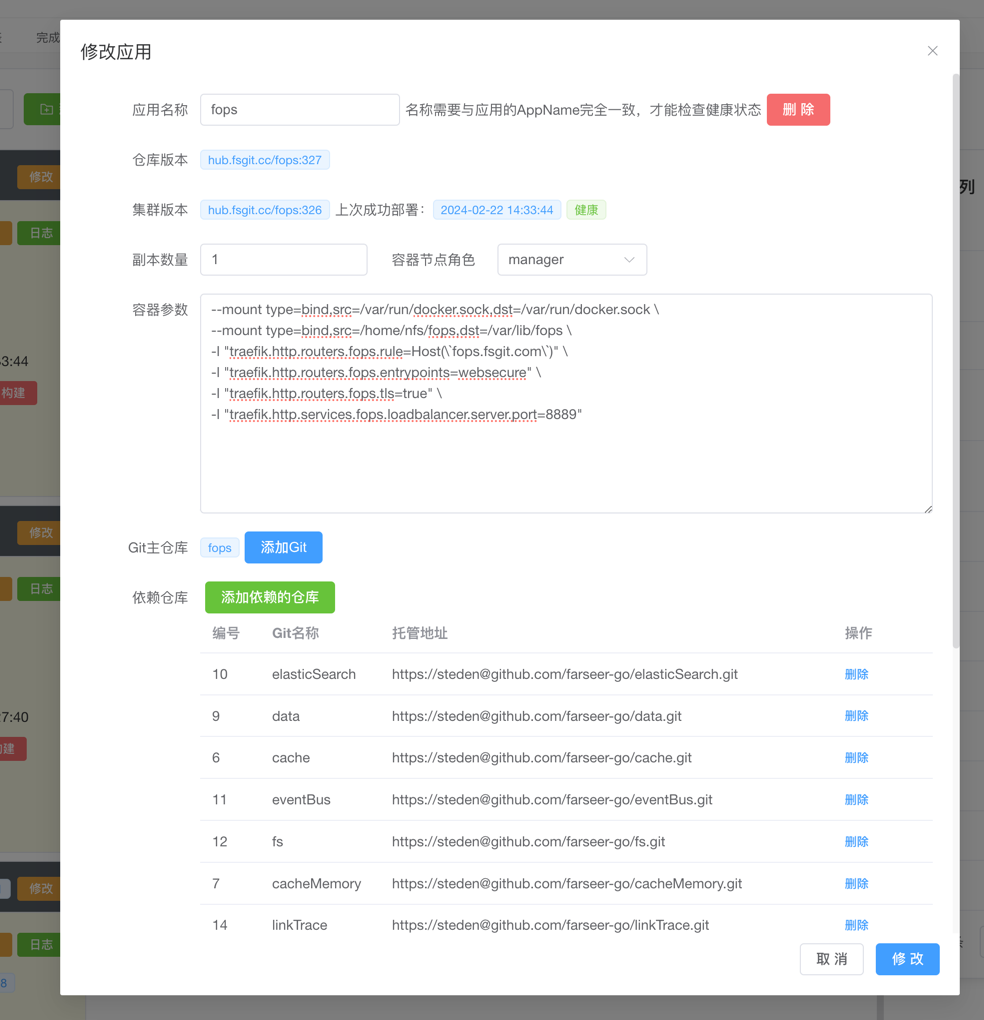 完成
修改应用
应用名称 fops 名称需要与应用的AppName完全一致，才能检查健康状态 删 除
仓库版本 hub.fsgit.cc/fops:327
修改
列
集群版本 hub.fsgit.cc/fops:326 上次成功部署： 2024-02-22 14:33:44 健康
日志
副本数量 1 容器节点角色 manager
容器参数 --mount type=bind,src=/var/run/docker.sock,dst=/var/run/docker.sock \
--mount type=bind,src=/home/nfs/fops,dst=/var/lib/fops \
-l "traefik.http.routers.fops.rule=Host(\`fops.fsgit.com\`)" \
3:44
-l "traefik.http.routers.fops.entrypoints=websecure" \
构建
-l "traefik.http.routers.fops.tls=true" \
-l "traefik.http.services.fops.loadbalancer.server.port=8889"
修改
Git主仓库 fops 添加Git
日志
依赖仓库 添加依赖的仓库
编号 Git名称 托管地址 操作
10 elasticSearch https://steden@github.com/farseer-go/elasticSearch.git 删除
7:40
9 data https://steden@github.com/farseer-go/data.git 删除
建
6 cache https://steden@github.com/farseer-go/cache.git 删除
11 eventBus https://steden@github.com/farseer-go/eventBus.git 删除
12 fs https://steden@github.com/farseer-go/fs.git 删除
修改
7 cacheMemory https://steden@github.com/farseer-go/cacheMemory.git 删除
14 linkTrace https://steden@github.com/farseer-go/linkTrace.git 删除
日志
取 消 修 改
8